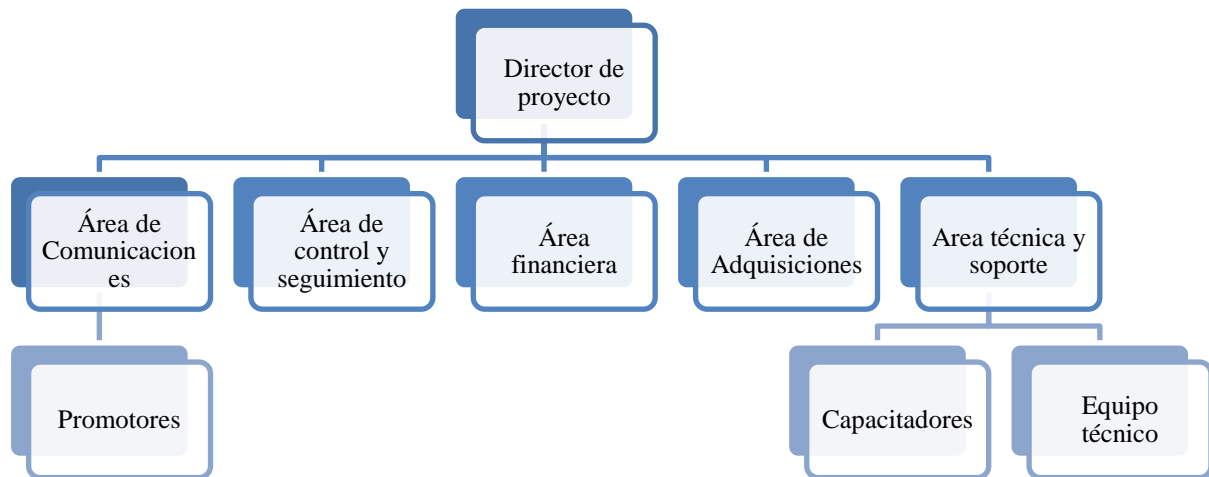 Director de
proyecto
Área de
Comunicacion
es
Área de
control y
seguimiento
Área
financiera
Área de
Adquisiciones
Area técnica y
soporte
Promotores
Capacitadores
Equipo
técnico